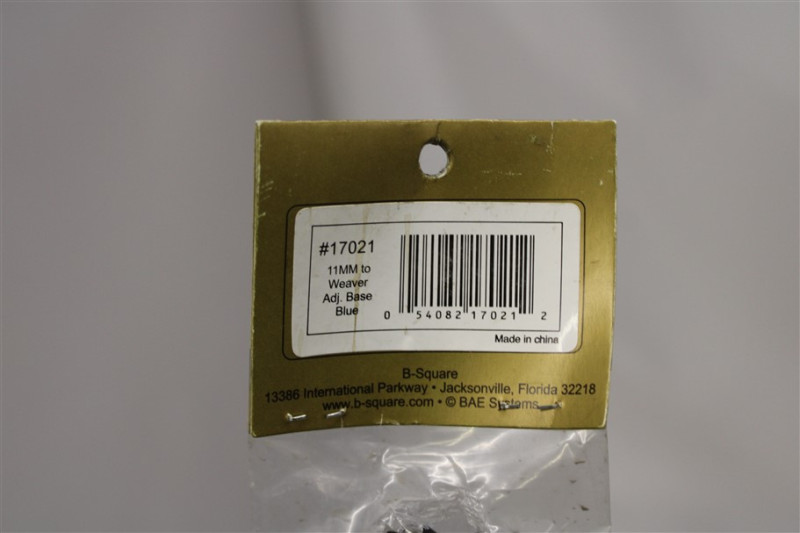 #17021
11MM to
Weaver
Adj. Base
Blue
0 54082 17021 2
Made in china
B-Square
13386 International Parkway • Jacksonville, Florida 32218
www.b-square.com • © BAE Systems